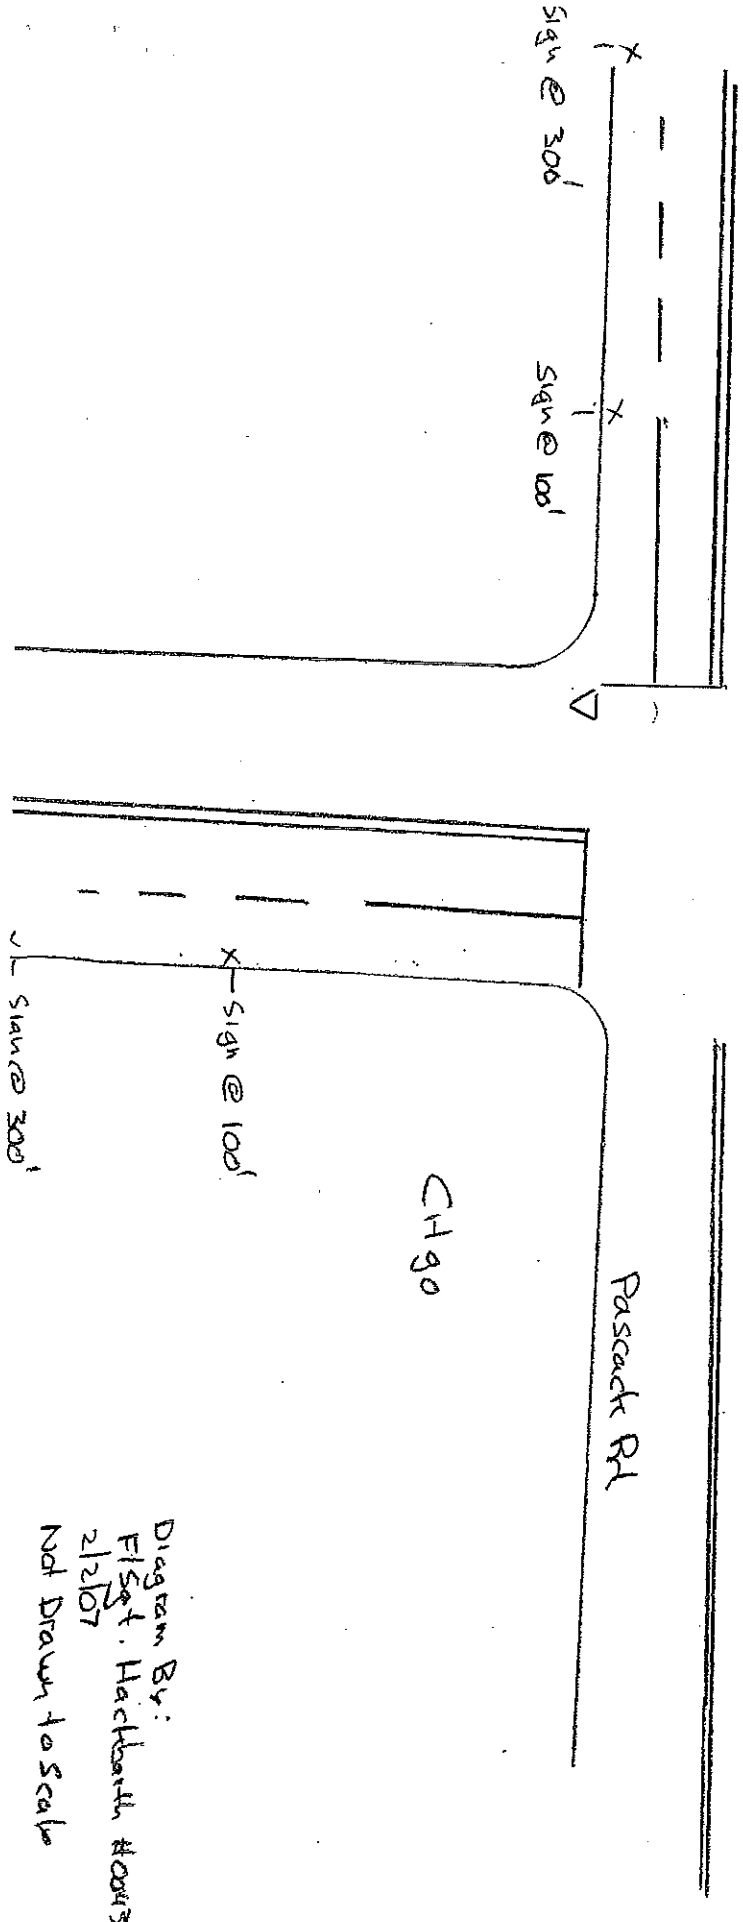 Sign @ 300'
Sign @ 100'
Sign @ 100'
Sign @ 300'
CH 90
Pascack Rd
Diagram By:
F/Sgt. Hachbarth #0043
2/2/07
Not Drawn to Scale